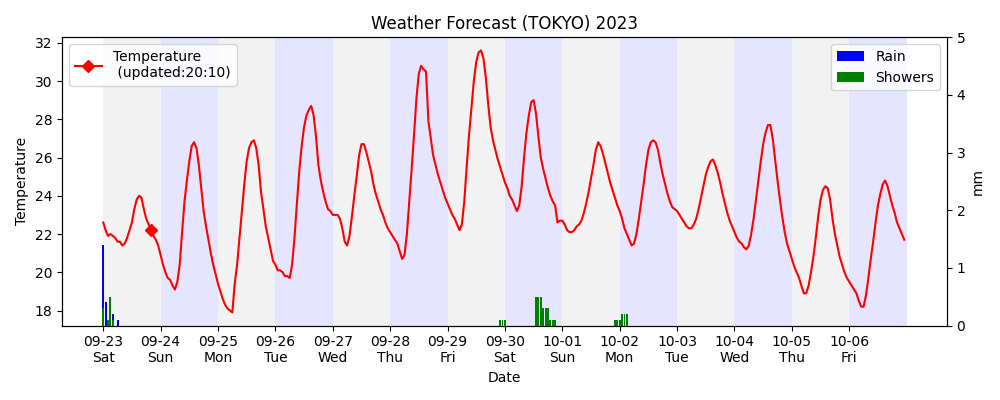 Weather Forecast (TOKYO) 2023
Temperature
(updated:20:10)
Rain
Showers
32
30
28
26
24
22
20
18
Temperature
5
4
3
2
1
0
mm
09-23 09-24 09-25 09-26 09-27 09-28 09-29 09-30 10-01 10-02 10-03 10-04 10-05 10-06
Sat Sun Mon Tue Wed Thu Fri Sat Sun Mon Tue Wed Thu Fri
Date